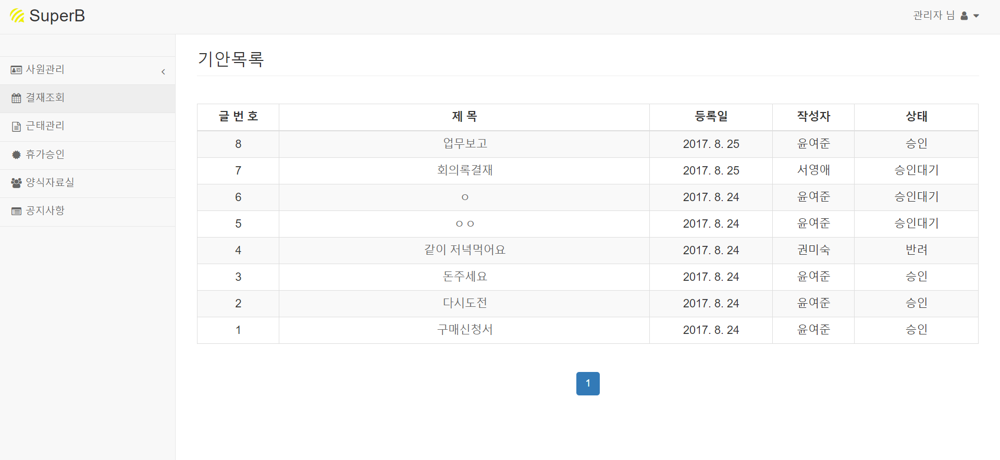 SuperB
관리자 님
사원관리
결재조회
근태관리
휴가승인
양식자료실
공지사항
기안목록
글 번 호 제 목 등록일 작성자 상태
8 업무보고 2017. 8. 25 윤여준 승인
7 회의록결재 2017. 8. 25 서영애 승인대기
6 ㅇ 2017. 8. 24 윤여준 승인대기
5 ㅇㅇ 2017. 8. 24 윤여준 승인대기
4 같이 저녁먹어요 2017. 8. 24 권미숙 반려
3 돈주세요 2017. 8. 24 윤여준 승인
2 다시도전 2017. 8. 24 윤여준 승인
1 구매신청서 2017. 8. 24 윤여준 승인
1